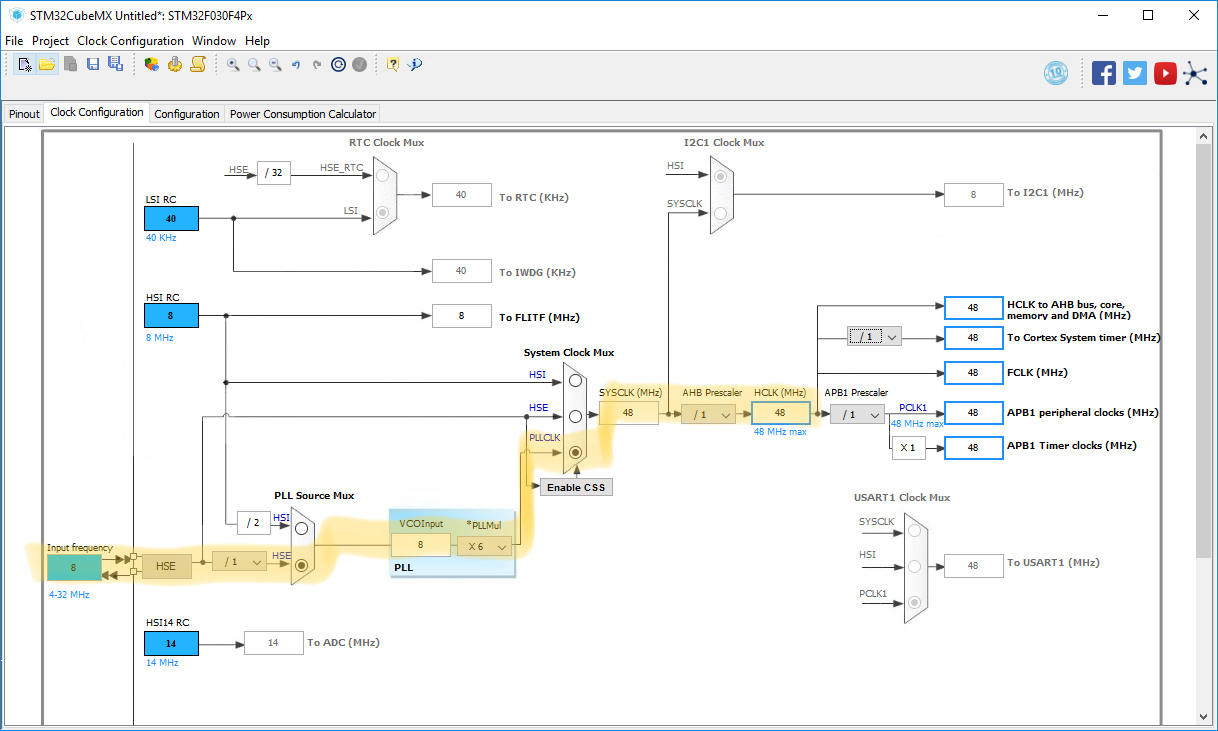 STM32CubeMX Untitled*: STM32F030F4Px
File Project Clock Configuration Window Help
10
Pinout Clock Configuration Configuration Power Consumption Calculator
RTC Clock Mux
I2C1 Clock Mux
HSE
/ 32
HSE_RTC
HSI
LSI RC
40
40 KHz
LSI
40
To RTC (KHz)
SYSCLK
8
To I2C1 (MHz)
40
To IWDG (KHz)
HSI RC
8
8 MHz
8
To FLITF (MHz)
48
HCLK to AHB bus, core,
memory and DMA (MHz)
/ 1
48
To Cortex System timer (MHz)
System Clock Mux
HSI
48
FCLK (MHz)
HSE
SYSCLK (MHz)
48
AHB Prescaler
/ 1
HCLK (MHz)
48
48 MHz max
APB1 Prescaler
/ 1
PCLK1
48 MHz max
48
APB1 peripheral clocks (MHz)
PLLCLK
X 1
48
APB1 Timer clocks (MHz)
Enable CSS
PLL Source Mux
USART1 Clock Mux
/ 2
HSI
VCOInput
*PLLMul
SYSCLK
8
X 6
Input frequency
8
4-32 MHz
HSE
/ 1
HSE
PLL
HSI
48
To USART1 (MHz)
PCLK1
HSI14 RC
14
14 MHz
14
To ADC (MHz)